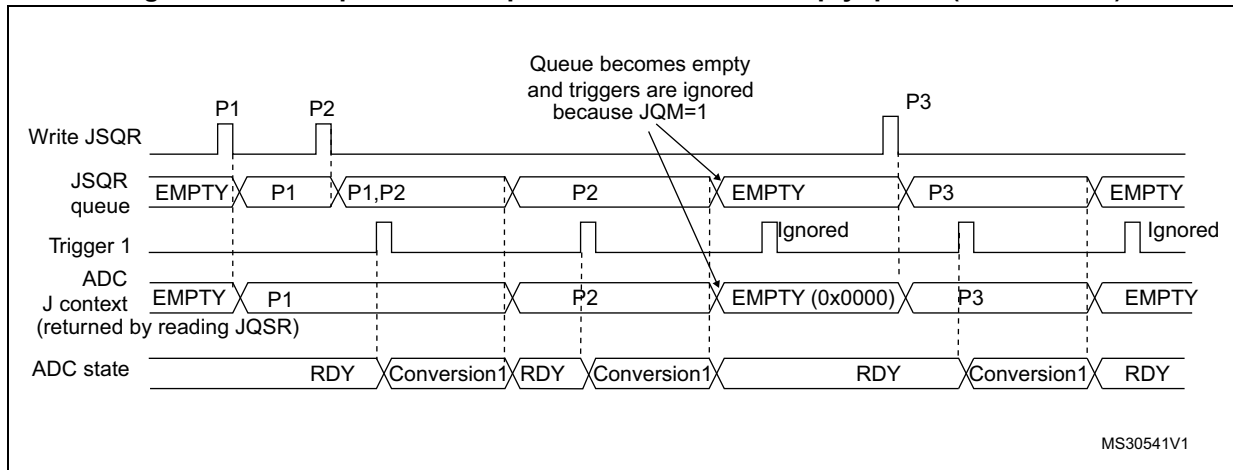 Queue becomes empty
and triggers are ignored
because JQM=1
P1
P2
P3
Write JSQR
JSQR
queue
EMPTY
P1
P1,P2
P2
EMPTY
P3
EMPTY
Trigger 1
Ignored
Ignored
ADC
J context
(returned by reading JQSR)
EMPTY
P1
P2
EMPTY (0x0000)
P3
EMPTY
ADC state
RDY
Conversion1
RDY
Conversion1
RDY
Conversion1
RDY
MS30541V1